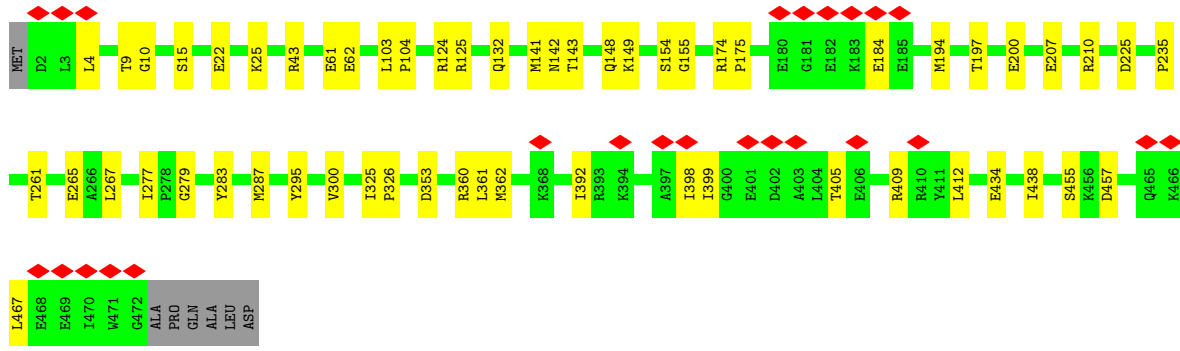 MET D2 L3 L4 T9 G10 S15 E22 K25 R43 E61 E62 L103 P104 R124 R125 Q132 M141 N142 T143 Q148 K149 S154 G155 R174 P175 E180 G181 E182 K183 E184 E185 M194 T197 E200 E207 R210 D225 P235
T261 E265 A266 L267 I277 P278 G279 Y283 M287 Y295 V300 I325 P326 D353 R360 L361 M362 K368 I392 R393 K394 A397 I398 I399 G400 E401 D402 A403 L404 T405 E406 R409 R410 Y411 L412 E434 I438 S455 K456 D457 Q465 K466
L467 E468 E469 I470 W471 G472 ALA PRO GLN ALA LEU ASP